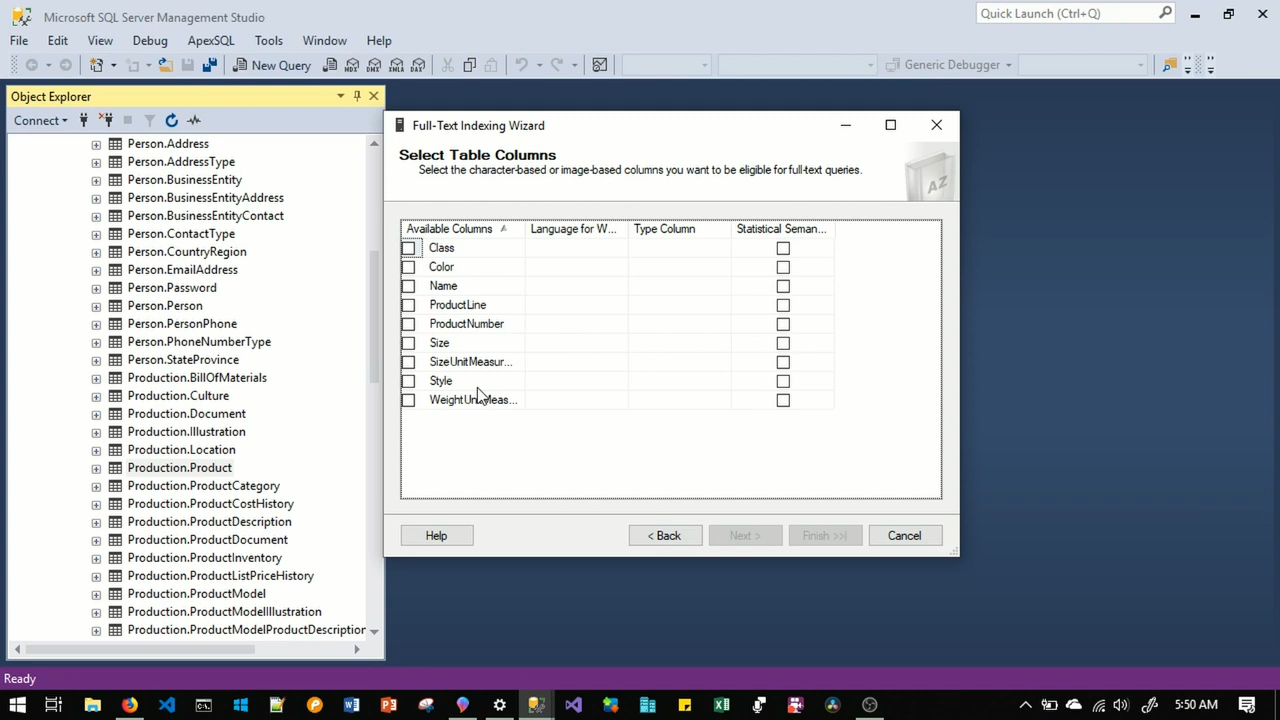 Microsoft SQL Server Management Studio
Quick Launch (Ctrl+Q)
File Edit View Debug ApexSQL Tools Window Help
New Query MDX DMX XMLA DAX Generic Debugger
Object Explorer
Connect
Person.Address
Person.AddressType
Person.BusinessEntity
Person.BusinessEntityAddress
Person.BusinessEntityContact
Person.ContactType
Person.CountryRegion
Person.EmailAddress
Person.Password
Person.Person
Person.PersonPhone
Person.PhoneNumberType
Person.StateProvince
Production.BillOfMaterials
Production.Culture
Production.Document
Production.Illustration
Production.Location
Production.Product
Production.ProductCategory
Production.ProductCostHistory
Production.ProductDescription
Production.ProductDocument
Production.ProductInventory
Production.ProductListPriceHistory
Production.ProductModel
Production.ProductModelIllustration
Production.ProductModelProductDescription
Full-Text Indexing Wizard
Select Table Columns
Select the character-based or image-based columns you want to be eligible for full-text queries.
AZ
Available Columns Language for W... Type Column Statistical Seman...
Class
Color
Name
ProductLine
ProductNumber
Size
SizeUnitMeasur...
Style
WeightUnitMeas...
Help < Back Next > Finish >>| Cancel
Ready
5:50 AM